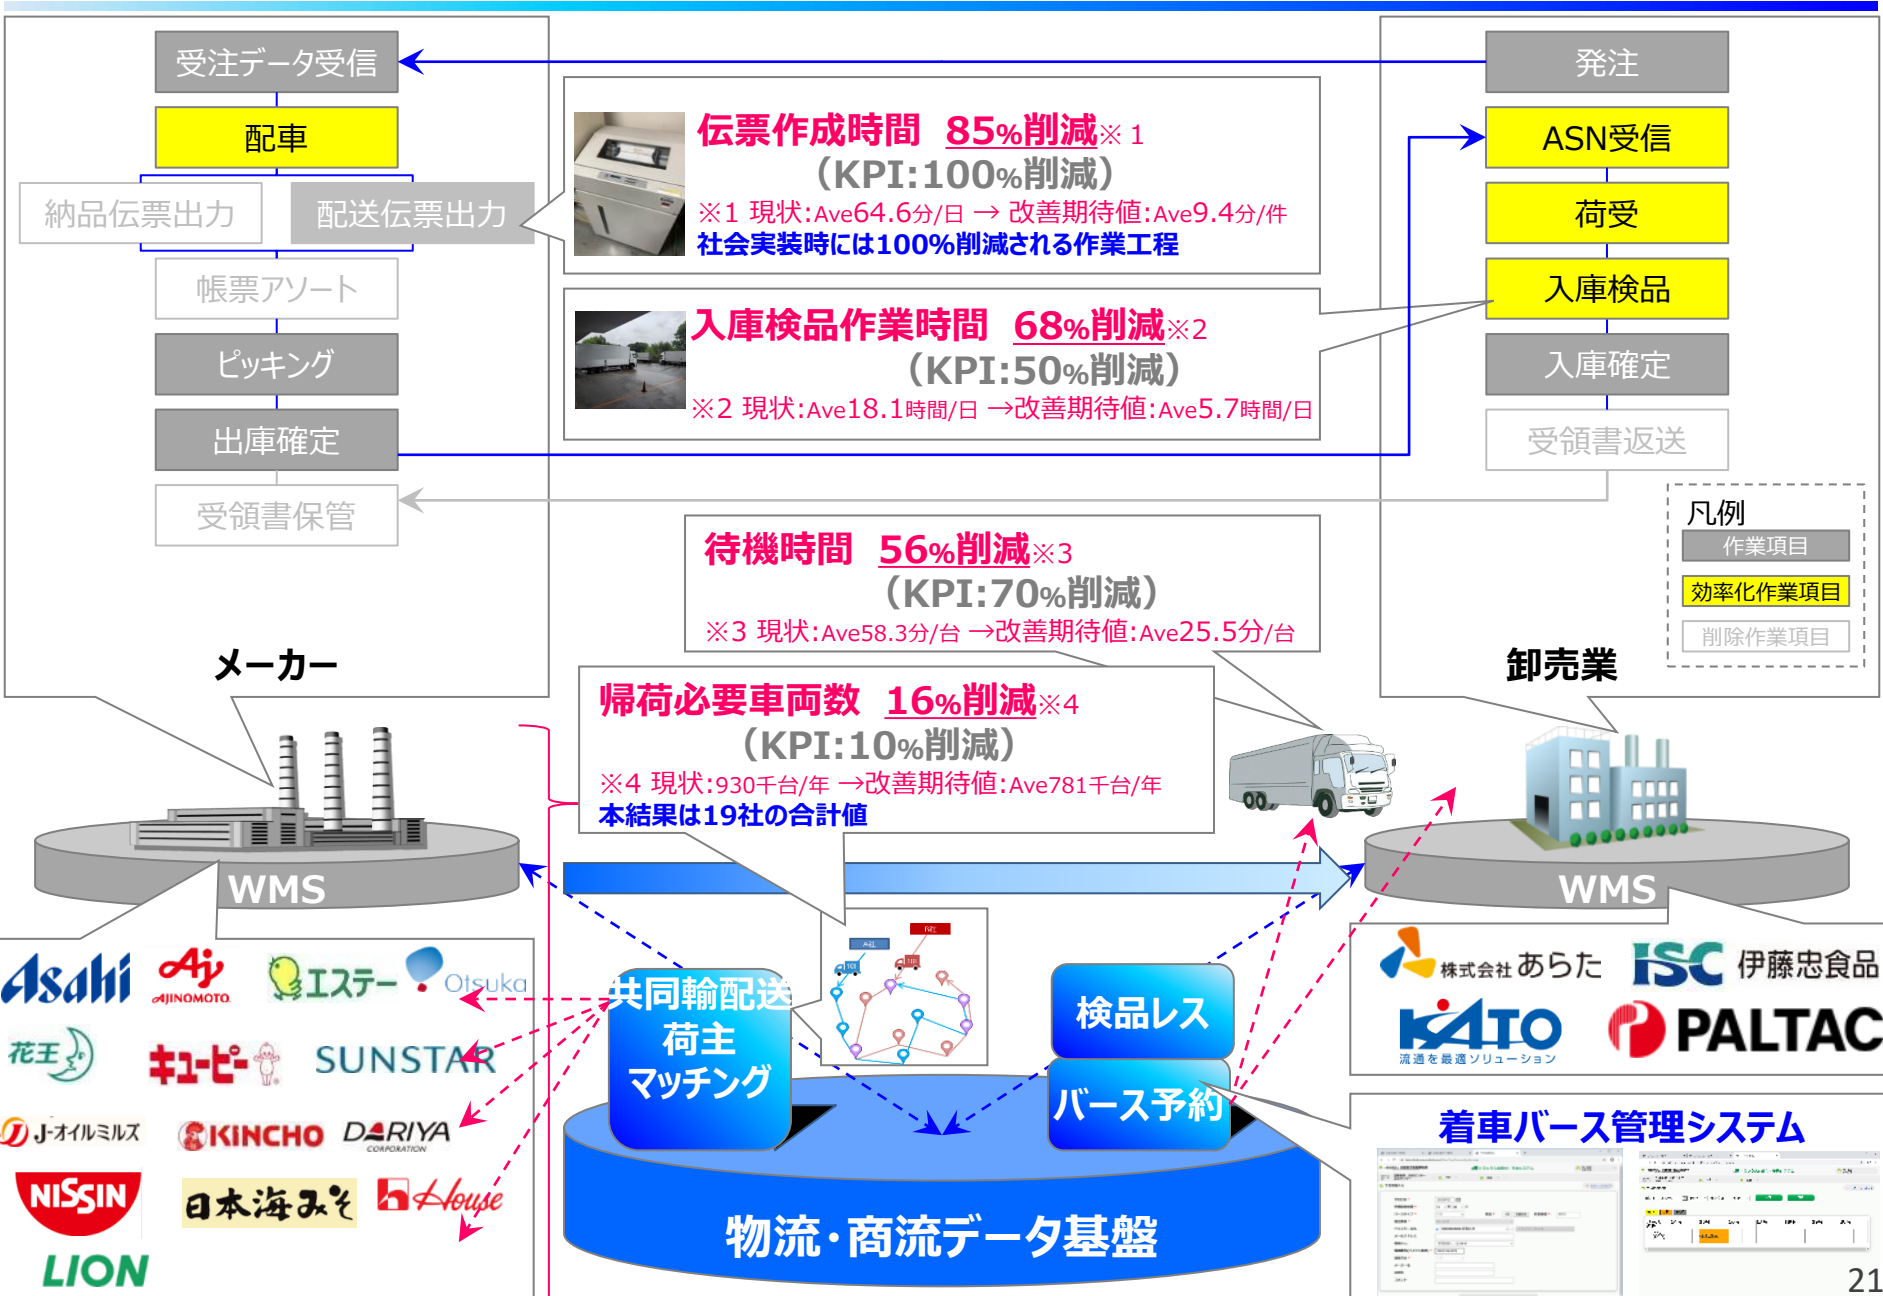 受注データ受信
配車
納品伝票出力
配送伝票出力
帳票アソート
ピッキング
出庫確定
受領書保管
メーカー
伝票作成時間 85%削減※1
（KPI:100%削減）
※1 現状:Ave64.6分/日 → 改善期待値:Ave9.4分/件
社会実装時には100%削減される作業工程
入庫検品作業時間 68%削減※2
（KPI:50%削減）
※2 現状:Ave18.1時間/日 →改善期待値:Ave5.7時間/日
発注
ASN受信
荷受
入庫検品
入庫確定
受領書返送
凡例
作業項目
効率化作業項目
削除作業項目
卸売業
待機時間 56%削減※3
（KPI:70%削減）
※3 現状:Ave58.3分/台 →改善期待値:Ave25.5分/台
帰荷必要車両数 16%削減※4
（KPI:10%削減）
※4 現状:930千台/年 →改善期待値:Ave781千台/年
本結果は19社の合計値
WMS
WMS
Asahi
AJINOMOTO
エステー
Otsuka
花王
キユーピー
SUNSTAR
J-オイルミルズ
KINCHO
DARIYA
CORPORATION
NISSIN
日本海みそ
House
LION
A社
B社
共同輸配送
荷主
マッチング
検品レス
バース予約
物流・商流データ基盤
株式会社あらた
ISC 伊藤忠食品
KATO
流通を最適ソリューション
PALTAC
着車バース管理システム
21